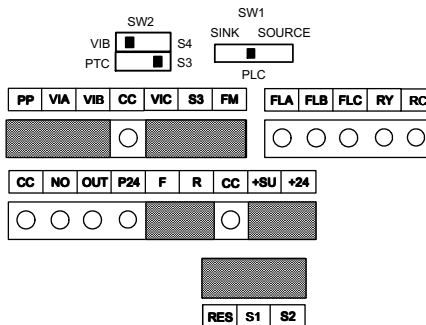 SW2
SW1
VIB S4
SINK SOURCE
PTC S3
PLC
PP VIA VIB CC VIC S3 FM
FLA FLB FLC RY RC
CC NO OUT P24 F R CC +SU +24
RES S1 S2